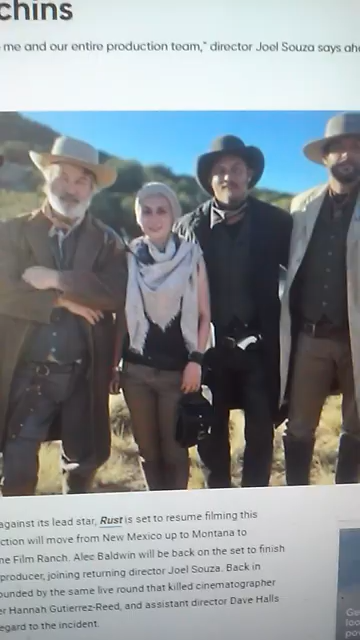 chins
me and our entire production team," director Joel Souza says
against its lead star, Rust is set to resume filming this
ction will move from New Mexico up to Montana to
ne Film Ranch. Alec Baldwin will be back on the set to finish
producer, joining returning director Joel Souza. Back in
ounded by the same live round that killed cinematographer
er Hannah Gutierrez-Reed, and assistant director Dave Halls
egard to the incident.